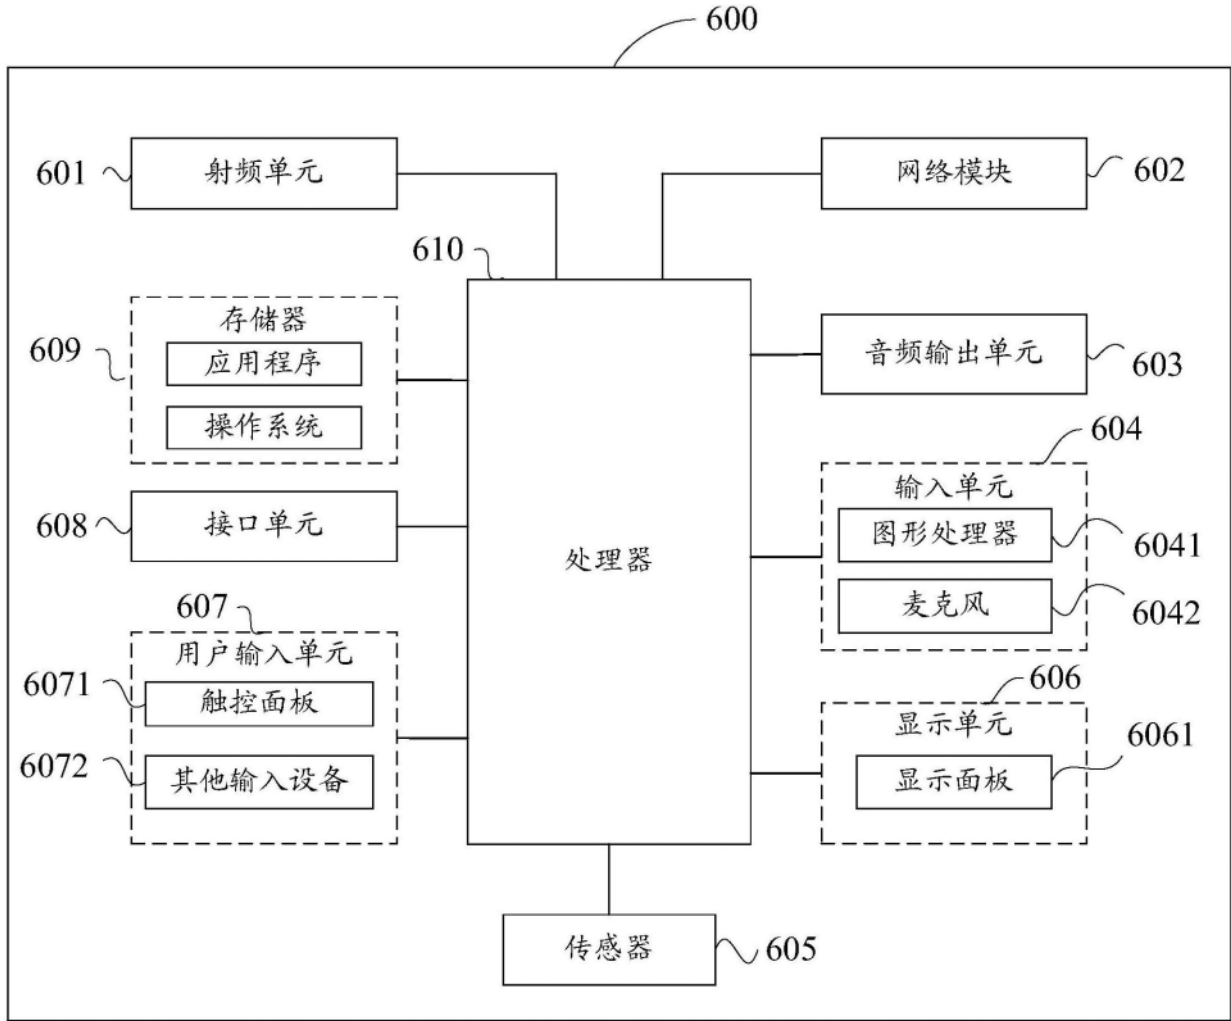 600
601
射频单元
网络模块
602
610
609
存储器
应用程序
操作系统
音频输出单元
603
608
接口单元
处理器
604
输入单元
图形处理器
6041
麦克风
6042
607
用户输入单元
6071
触控面板
6072
其他输入设备
606
显示单元
6061
显示面板
传感器
605